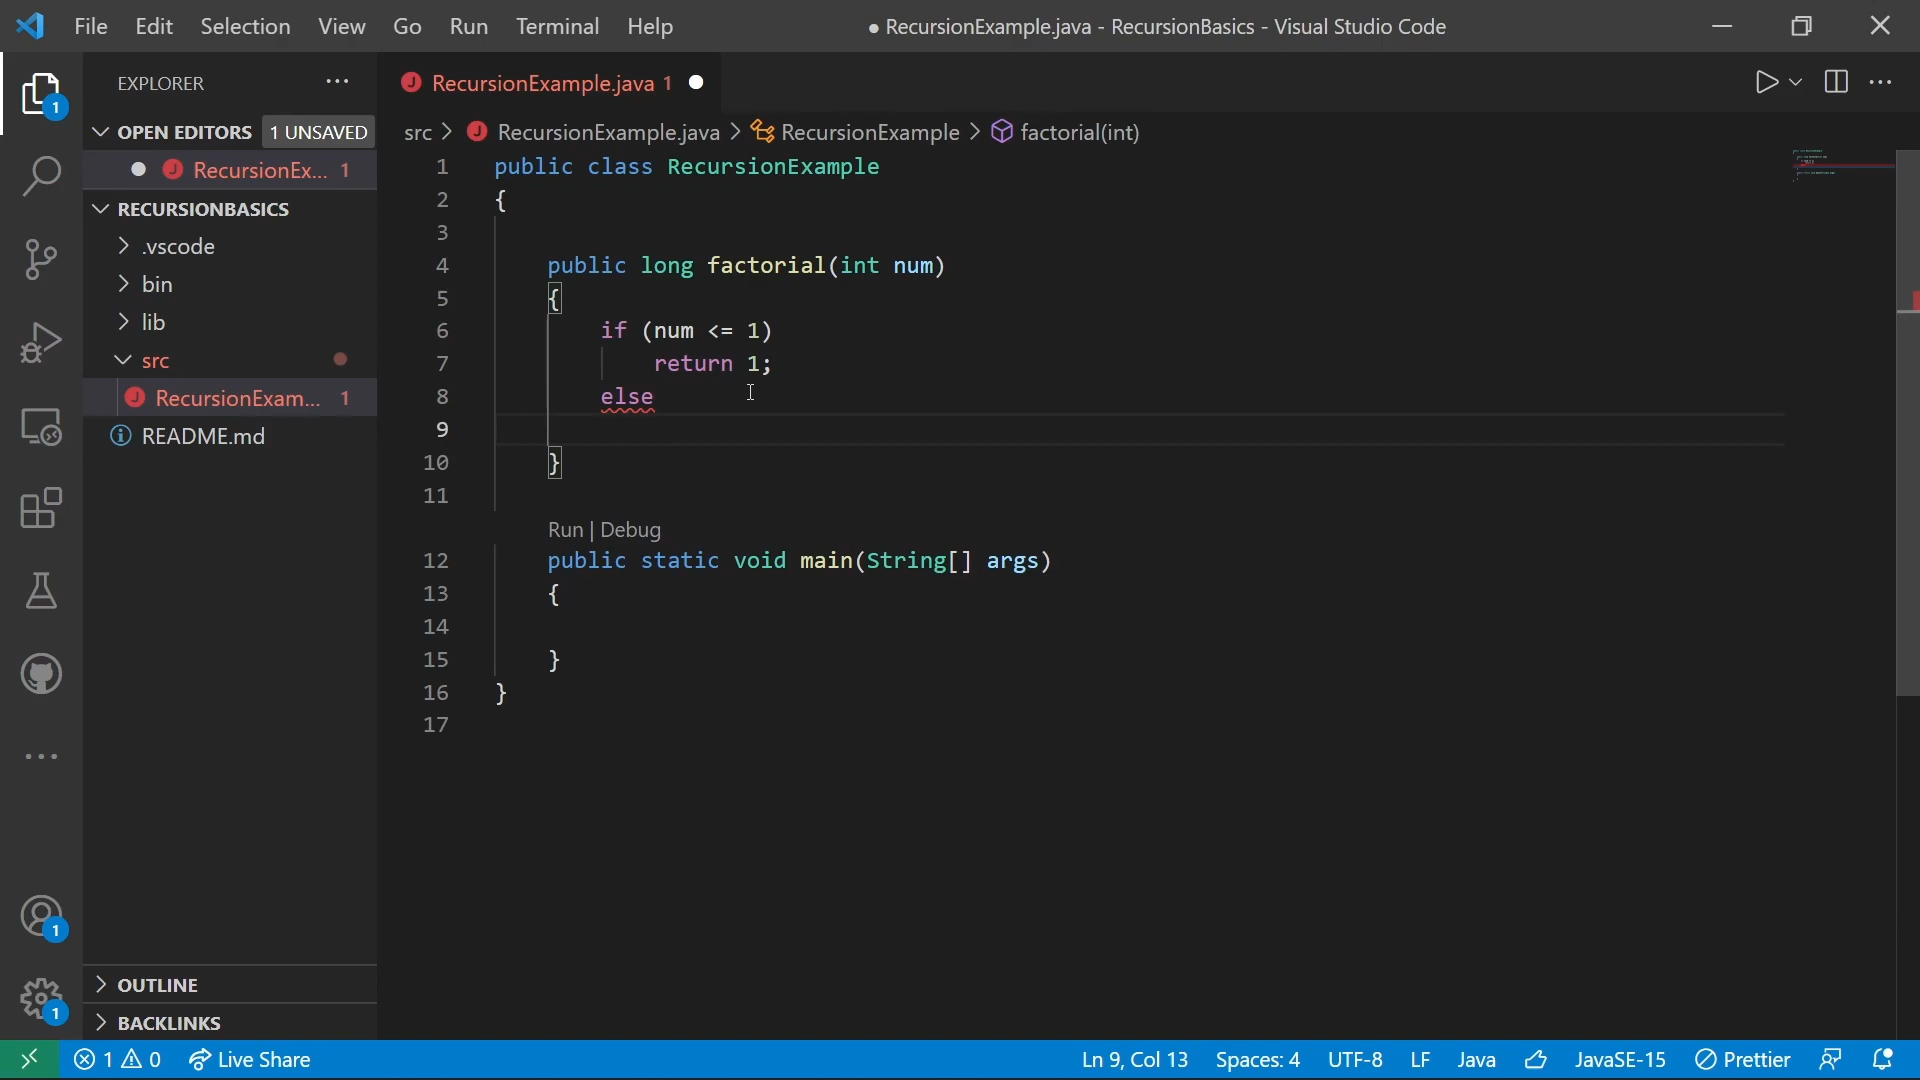 File Edit Selection View Go Run Terminal Help
● RecursionExample.java - RecursionBasics - Visual Studio Code
EXPLORER
OPEN EDITORS 1 UNSAVED
RecursionEx... 1
RECURSIONBASICS
.vscode
bin
lib
src
RecursionExam... 1
README.md
OUTLINE
BACKLINKS
1
1
1
RecursionExample.java 1
src > RecursionExample.java > RecursionExample > factorial(int)
1 public class RecursionExample
2 {
3
4 public long factorial(int num)
5 {
6 if (num <= 1)
7 return 1;
8 else
9
10 }
11
Run | Debug
12 public static void main(String[] args)
13 {
14
15 }
16 }
17
1 0 Live Share
Ln 9, Col 13 Spaces: 4 UTF-8 LF Java JavaSE-15 Prettier